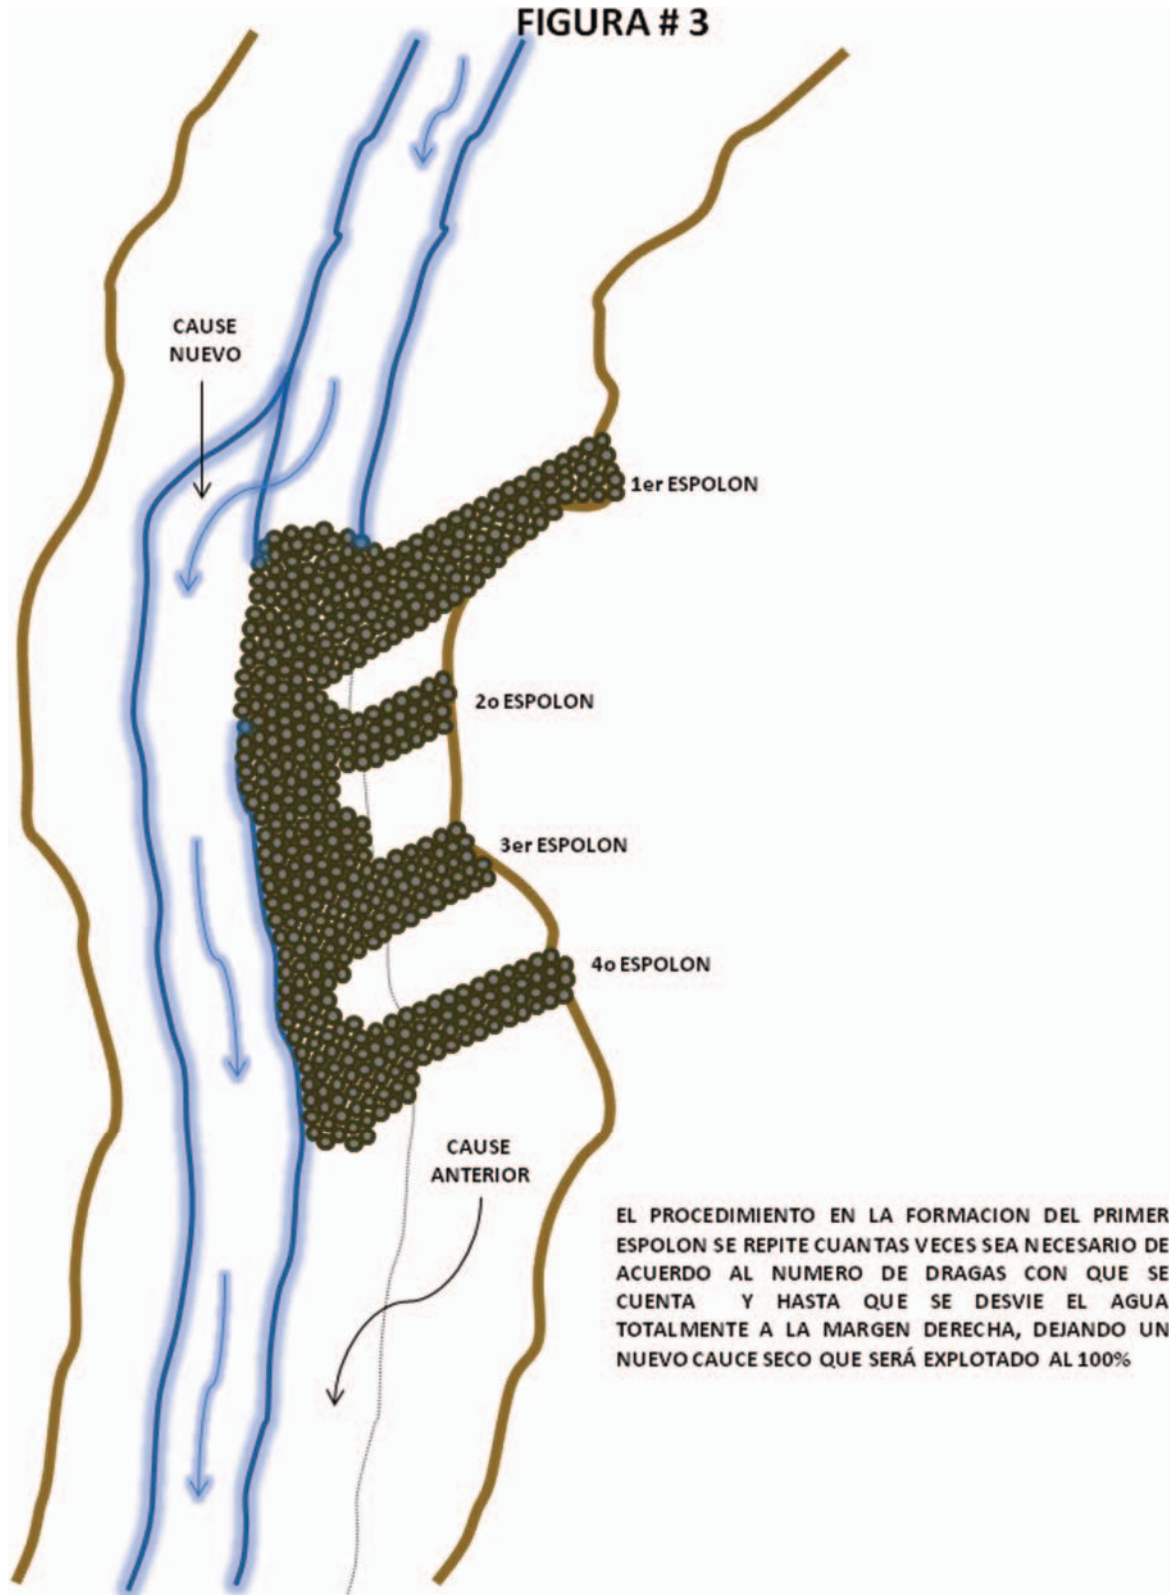 FIGURA # 3
CAUSE
NUEVO
1er ESPOLON
2o ESPOLON
3er ESPOLON
4o ESPOLON
CAUSE
ANTERIOR
EL PROCEDIMIENTO EN LA FORMACION DEL PRIMER
ESPOLON SE REPITE CUANTAS VECES SEA NECESARIO DE
ACUERDO AL NUMERO DE DRAGAS CON QUE SE
CUENTA Y HASTA QUE SE DESVIE EL AGUA
TOTALMENTE A LA MARGEN DERECHA, DEJANDO UN
NUEVO CAUCE SECO QUE SERÁ EXPLOTADO AL 100%